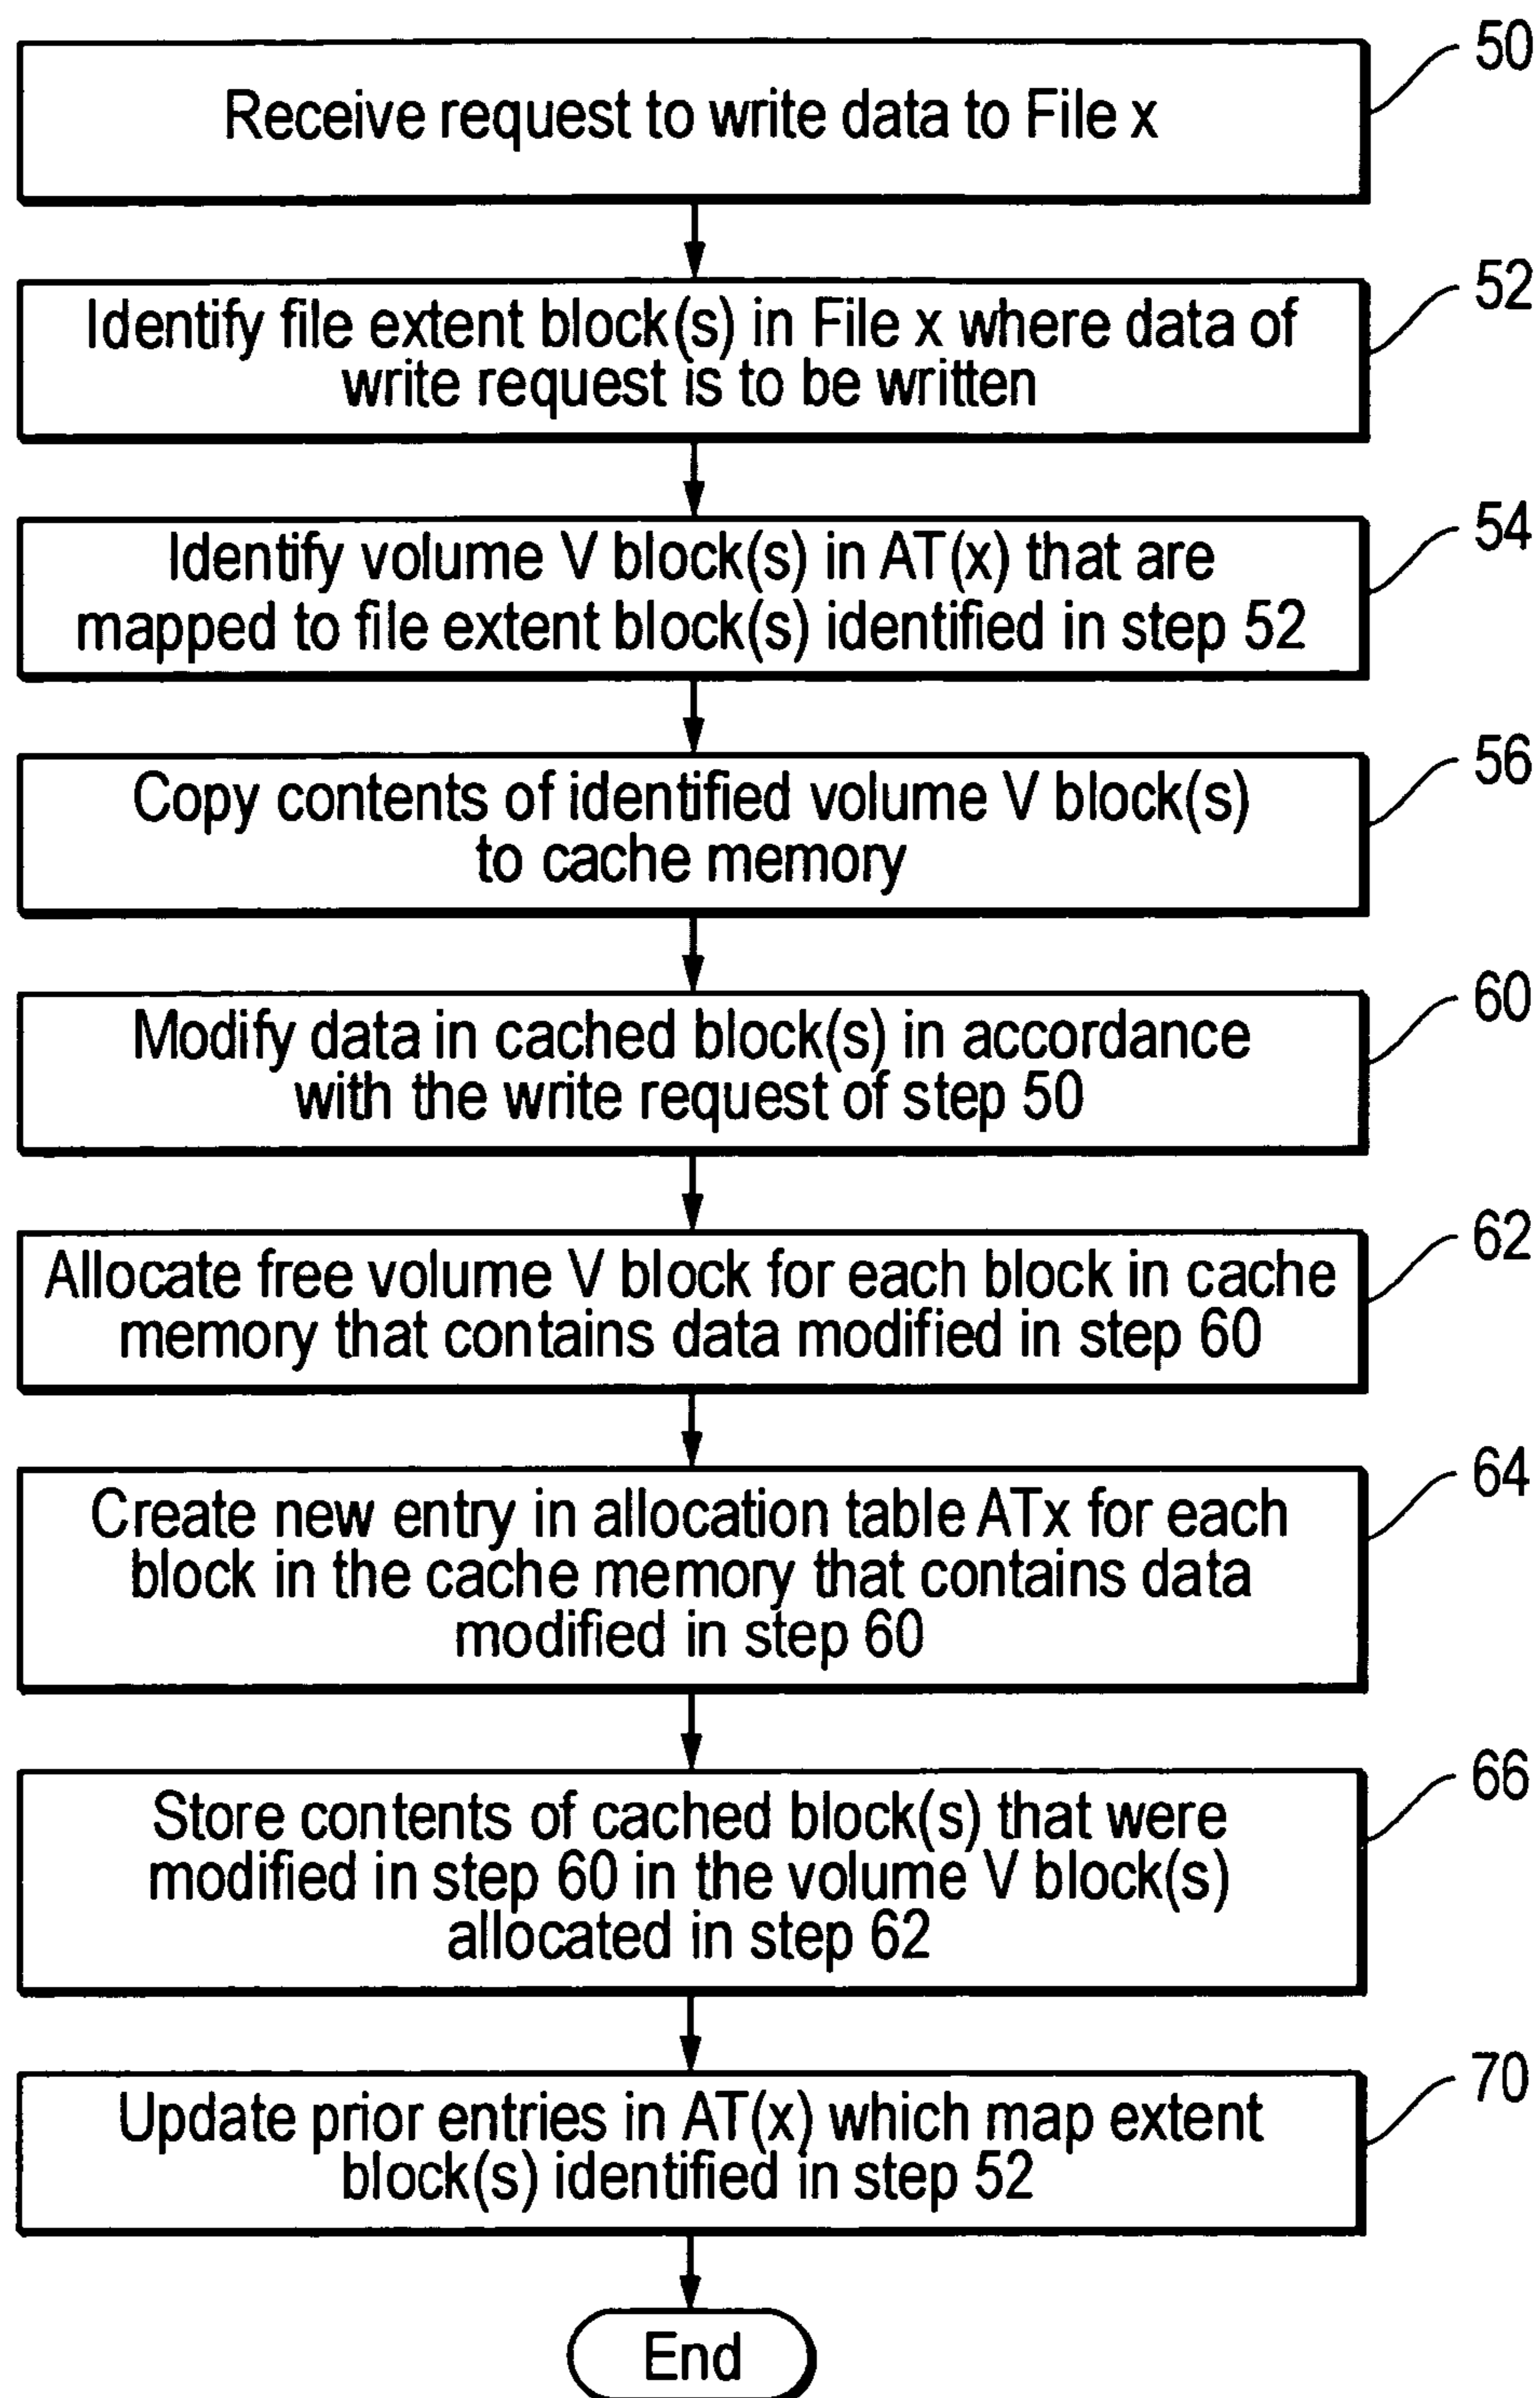 50
Receive request to write data to File x
52
Identify file extent block(s) in File x where data of
write request is to be written
54
Identify volume V block(s) in AT(x) that are
mapped to file extent block(s) identified in step 52
56
Copy contents of identified volume V block(s)
to cache memory
60
Modify data in cached block(s) in accordance
with the write request of step 50
62
Allocate free volume V block for each block in cache
memory that contains data modified in step 60
64
Create new entry in allocation table ATx for each
block in the cache memory that contains data
modified in step 60
66
Store contents of cached block(s) that were
modified in step 60 in the volume V block(s)
allocated in step 62
70
Update prior entries in AT(x) which map extent
block(s) identified in step 52
End